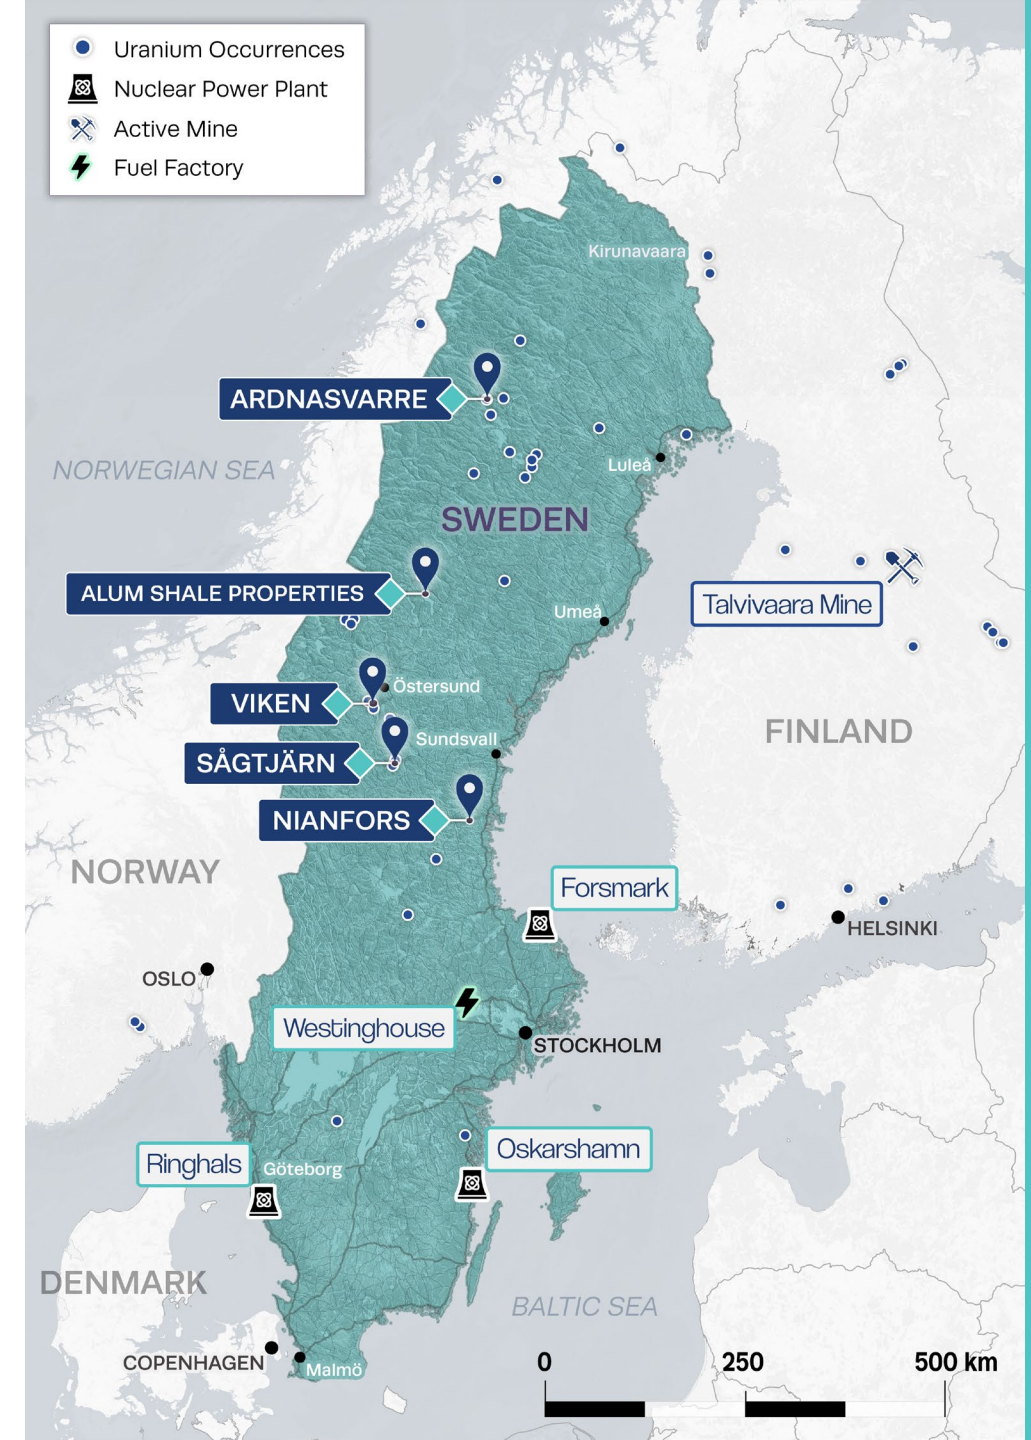 Uranium Occurrences
Nuclear Power Plant
Active Mine
Fuel Factory
Kirunavaara
ARDNASVARRE
NORWEGIAN SEA
Luleå
SWEDEN
ALUM SHALE PROPERTIES
Talvivaara Mine
Umeå
Östersund
VIKEN
FINLAND
Sundsvall
SÅGTJÄRN
NIANFORS
NORWAY
Forsmark
HELSINKI
OSLO
Westinghouse
STOCKHOLM
Oskarshamn
Ringhals
Göteborg
DENMARK
BALTIC SEA
COPENHAGEN
Malmö
0 250 500 km